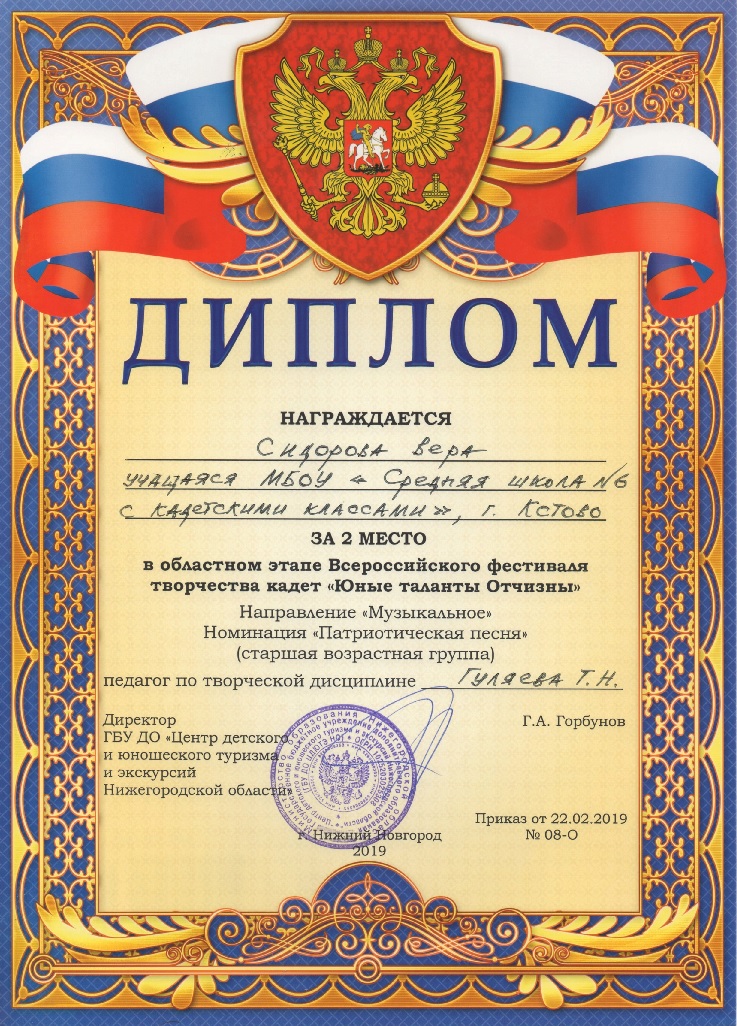 ДИПЛОМ
НАГРАЖДАЕТСЯ
Сидорова Вера
учащаяся МБОУ «Средняя школа №6
с кадетскими классами», г. Кстово
ЗА 2 МЕСТО
в областном этапе Всероссийского фестиваля
творчества кадет «Юные таланты Отчизны»
Направление «Музыкальное»
Номинация «Патриотическая песня»
(старшая возрастная группа)
педагог по творческой дисциплине Гуляева Т.Н.
Директор
ГБУ ДО «Центр детского
и юношеского туризма
и экскурсий
Нижегородской области»
Г.А. Горбунов
Приказ от 22.02.2019
№ 08-О
г. Нижний Новгород
2019